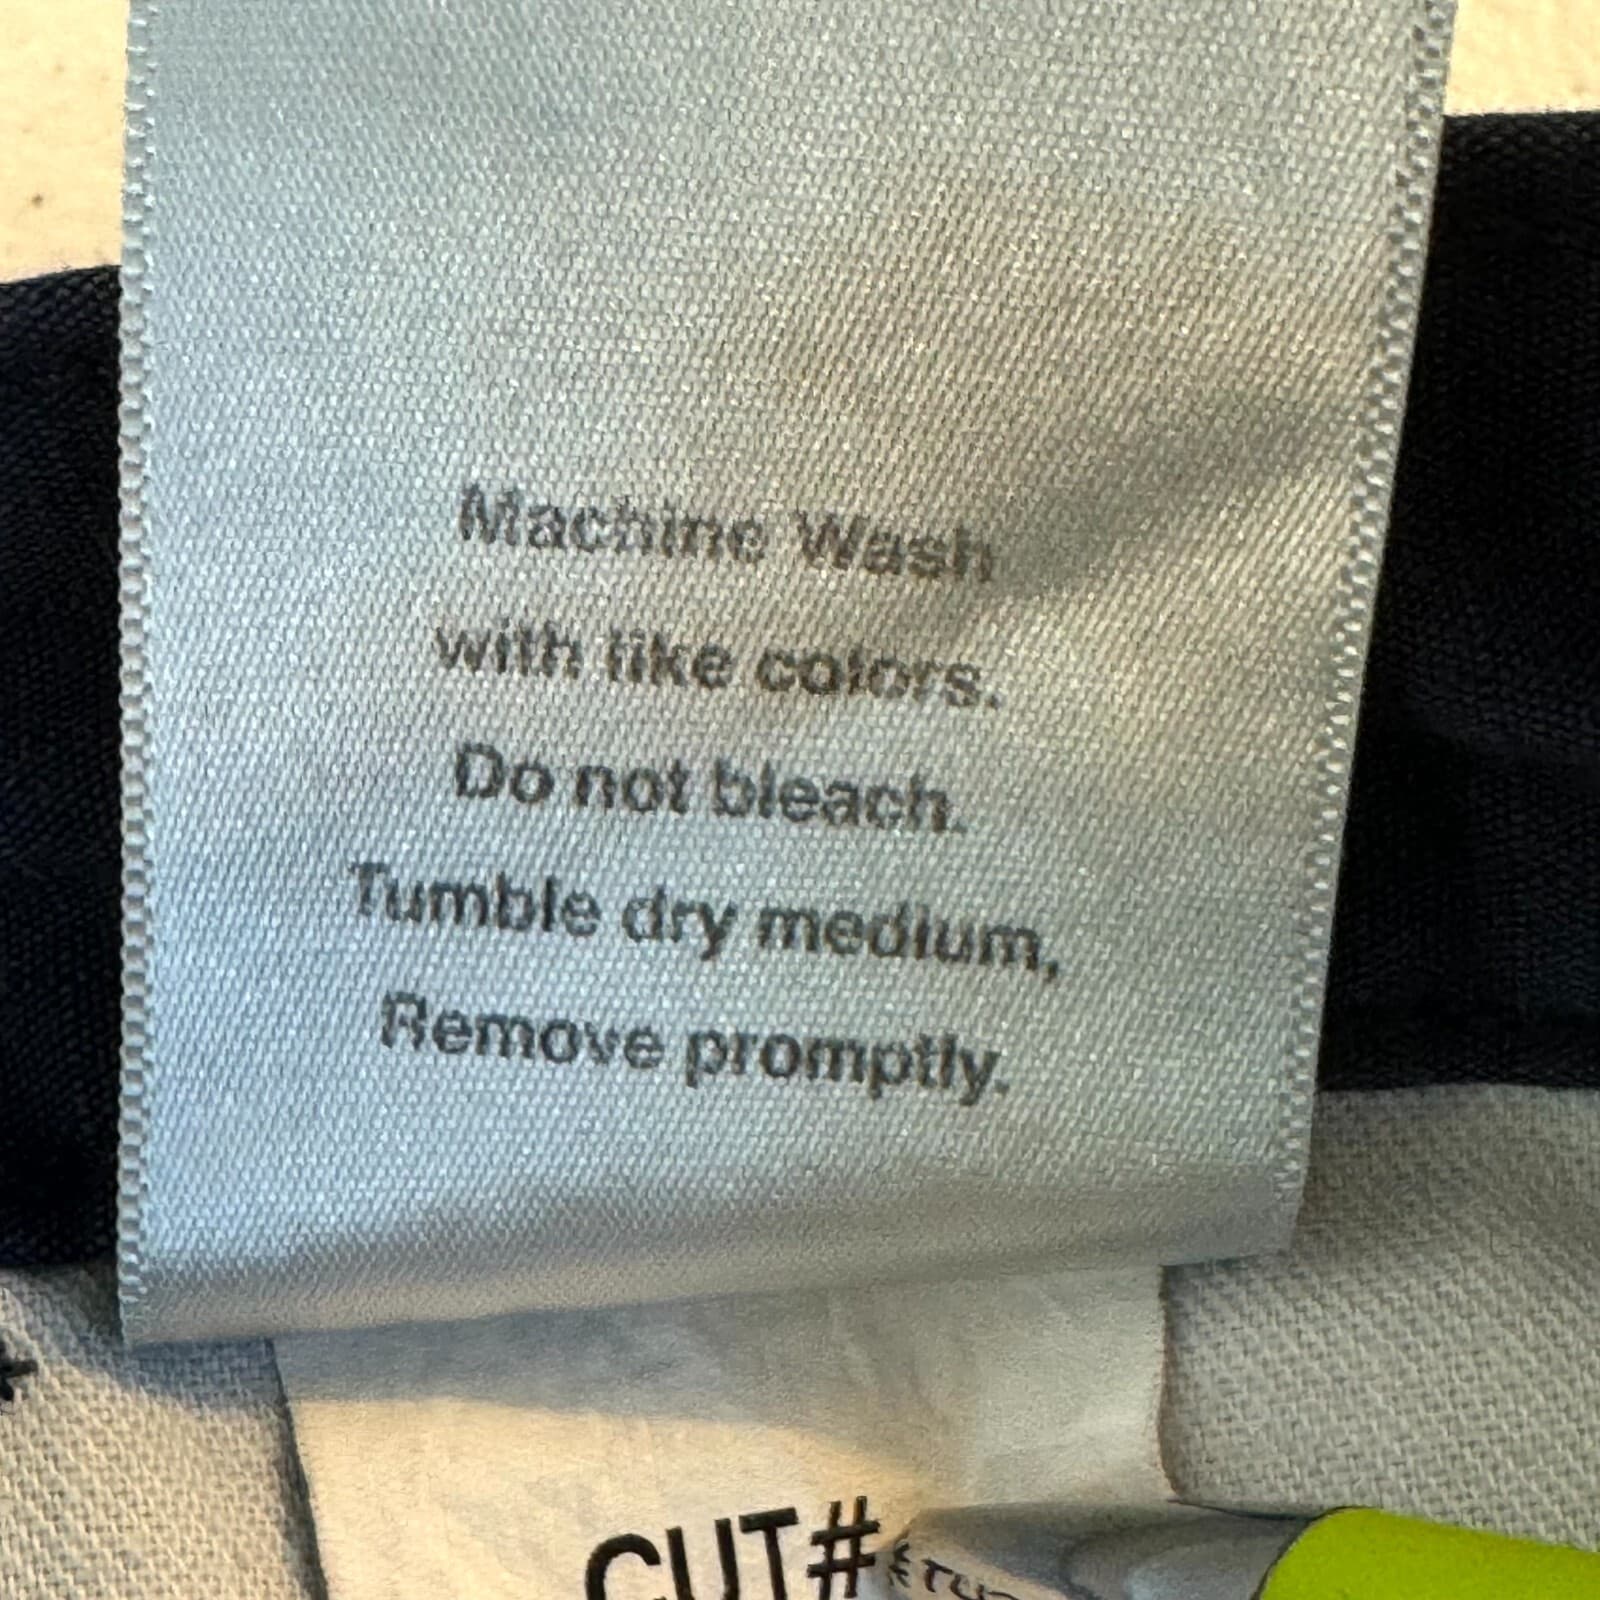 Machine Wash
with like colors.
Do not bleach.
Tumble dry medium,
Remove promptly.
CUT#